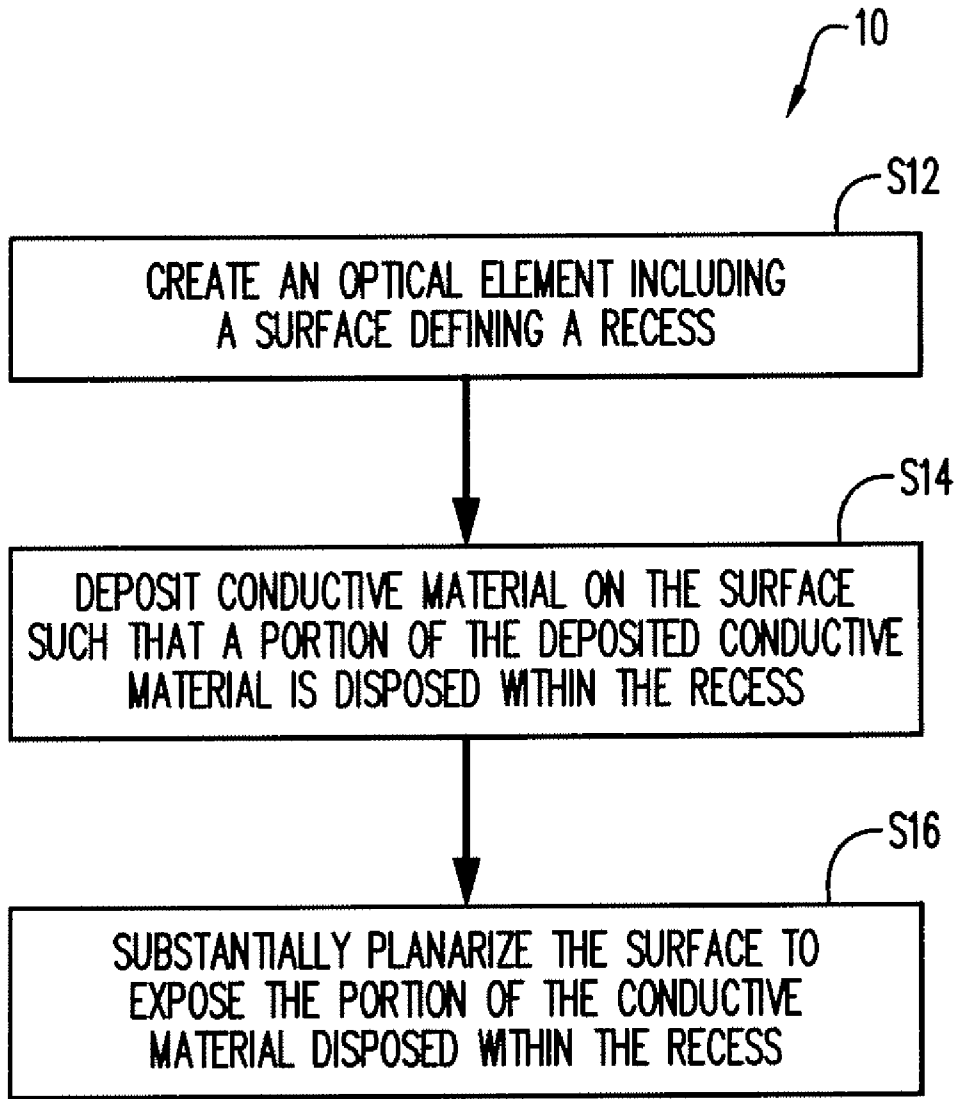 10
S12
CREATE AN OPTICAL ELEMENT INCLUDING
A SURFACE DEFINING A RECESS
S14
DEPOSIT CONDUCTIVE MATERIAL ON THE SURFACE
SUCH THAT A PORTION OF THE DEPOSITED CONDUCTIVE
MATERIAL IS DISPOSED WITHIN THE RECESS
S16
SUBSTANTIALLY PLANARIZE THE SURFACE TO
EXPOSE THE PORTION OF THE CONDUCTIVE
MATERIAL DISPOSED WITHIN THE RECESS